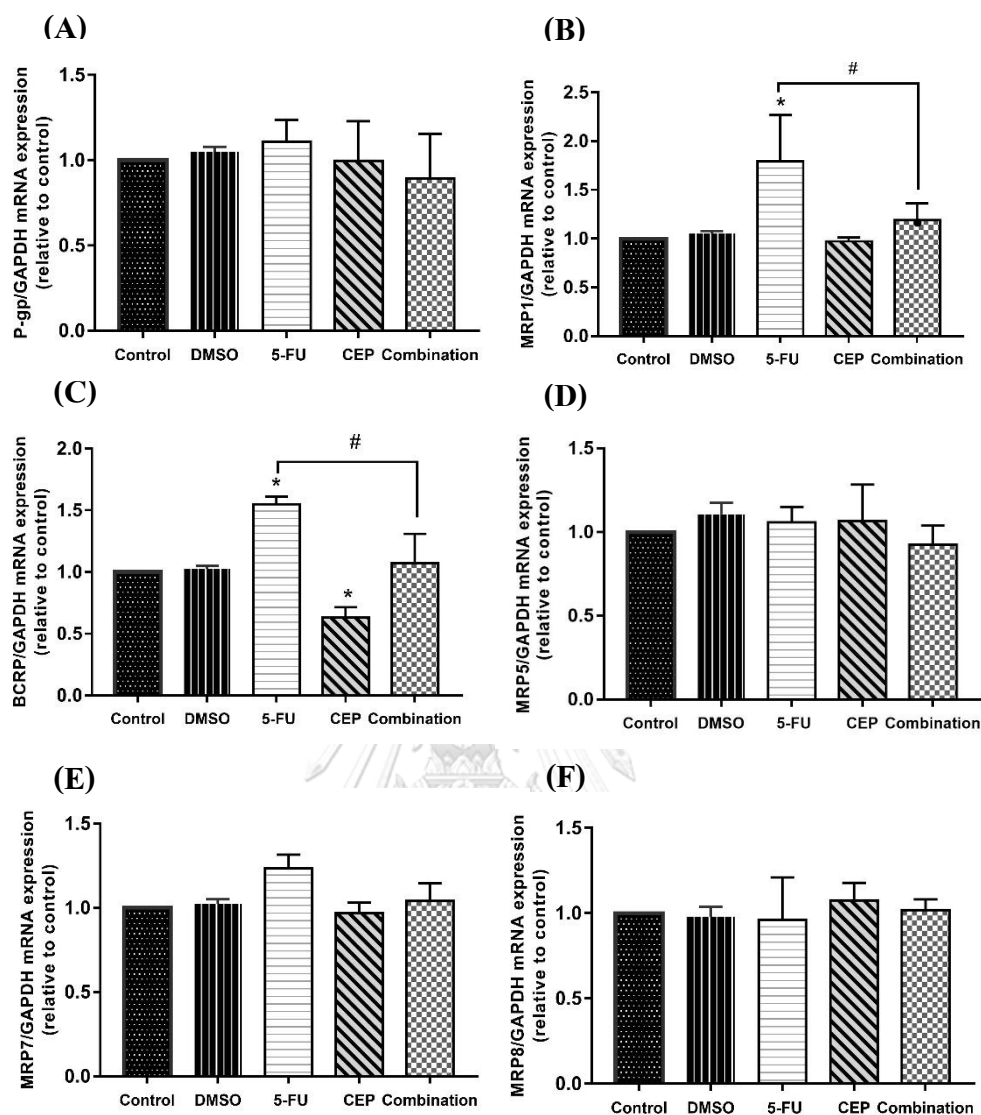 (A)
P-gp/GAPDH mRNA expression
(relative to control)
1.5
1.0
0.5
0.0
Control DMSO 5-FU CEP Combination
(B)
MRP1/GAPDH mRNA expression
(relative to control)
2.5
2.0
1.5
1.0
0.5
0.0
*
#
Control DMSO 5-FU CEP Combination
(C)
BCRP/GAPDH mRNA expression
(relative to control)
2.0
1.5
1.0
0.5
0.0
*
*
#
Control DMSO 5-FU CEP Combination
(D)
MRP5/GAPDH mRNA expression
(relative to control)
1.5
1.0
0.5
0.0
Control DMSO 5-FU CEP Combination
(E)
MRP7/GAPDH mRNA expression
(relative to control)
1.5
1.0
0.5
0.0
Control DMSO 5-FU CEP Combination
(F)
MRP8/GAPDH mRNA expression
(relative to control)
1.5
1.0
0.5
0.0
Control DMSO 5-FU CEP Combination